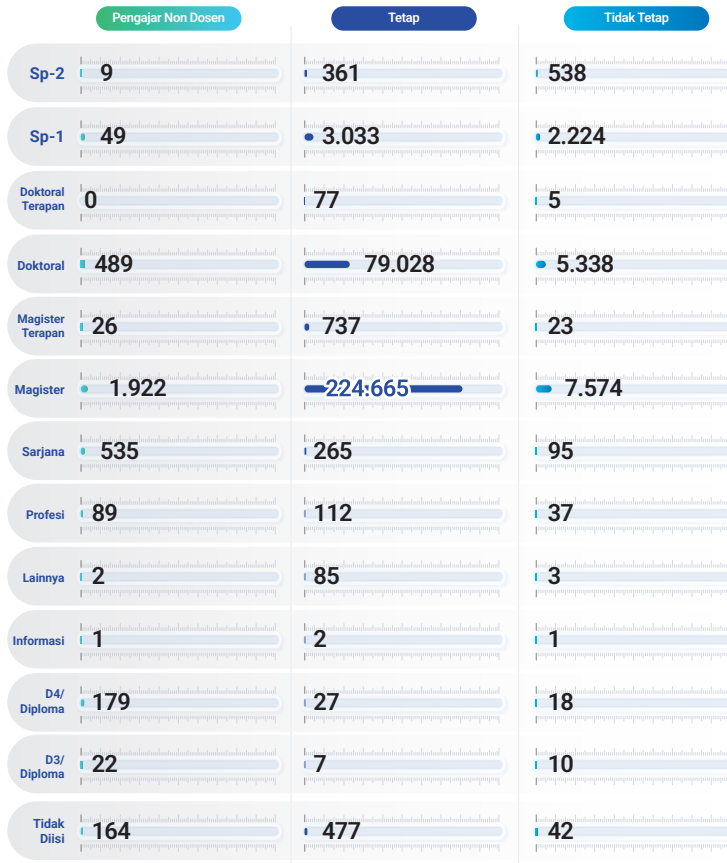 Pengajar Non Dosen Tetap Tidak Tetap
Sp-2 9 361 538
Sp-1 49 3.033 2.224
Doktoral
Terapan 0 77 5
Doktoral 489 79.028 5.338
Magister
Terapan 26 737 23
Magister 1.922 224.665 7.574
Sarjana 535 265 95
Profesi 89 112 37
Lainnya 2 85 3
Informasi 1 2 1
D4/
Diploma 179 27 18
D3/
Diploma 22 7 10
Tidak
Diisi 164 477 42